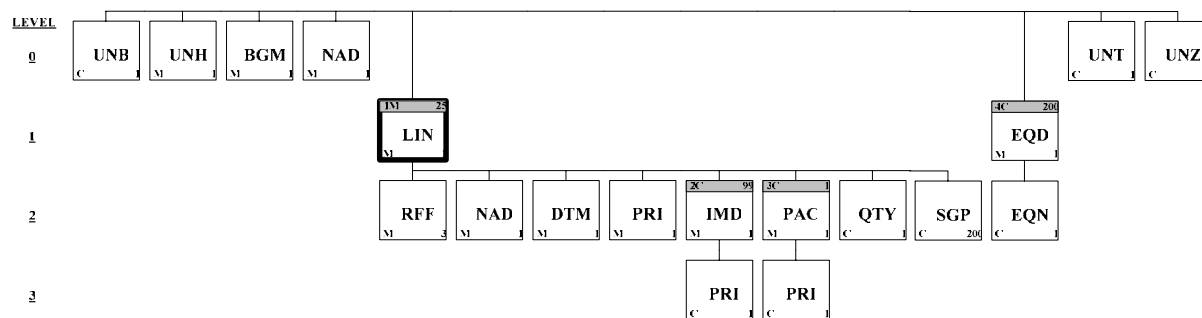 LEVEL
0
UNB
C 1
UNH
M 1
BGM
M 1
NAD
M 1
UNT
C 1
UNZ
C 1
1
1M 25
LIN
M
4C 200
EQD
M 1
2
RFF
M 3
NAD
M 1
DTM
M 1
PRI
M 1
2C 99
IMD
M 1
3C 1
PAC
M 1
QTY
C 1
SGP
C 200
EQN
C 1
3
PRI
C 1
PRI
C 1